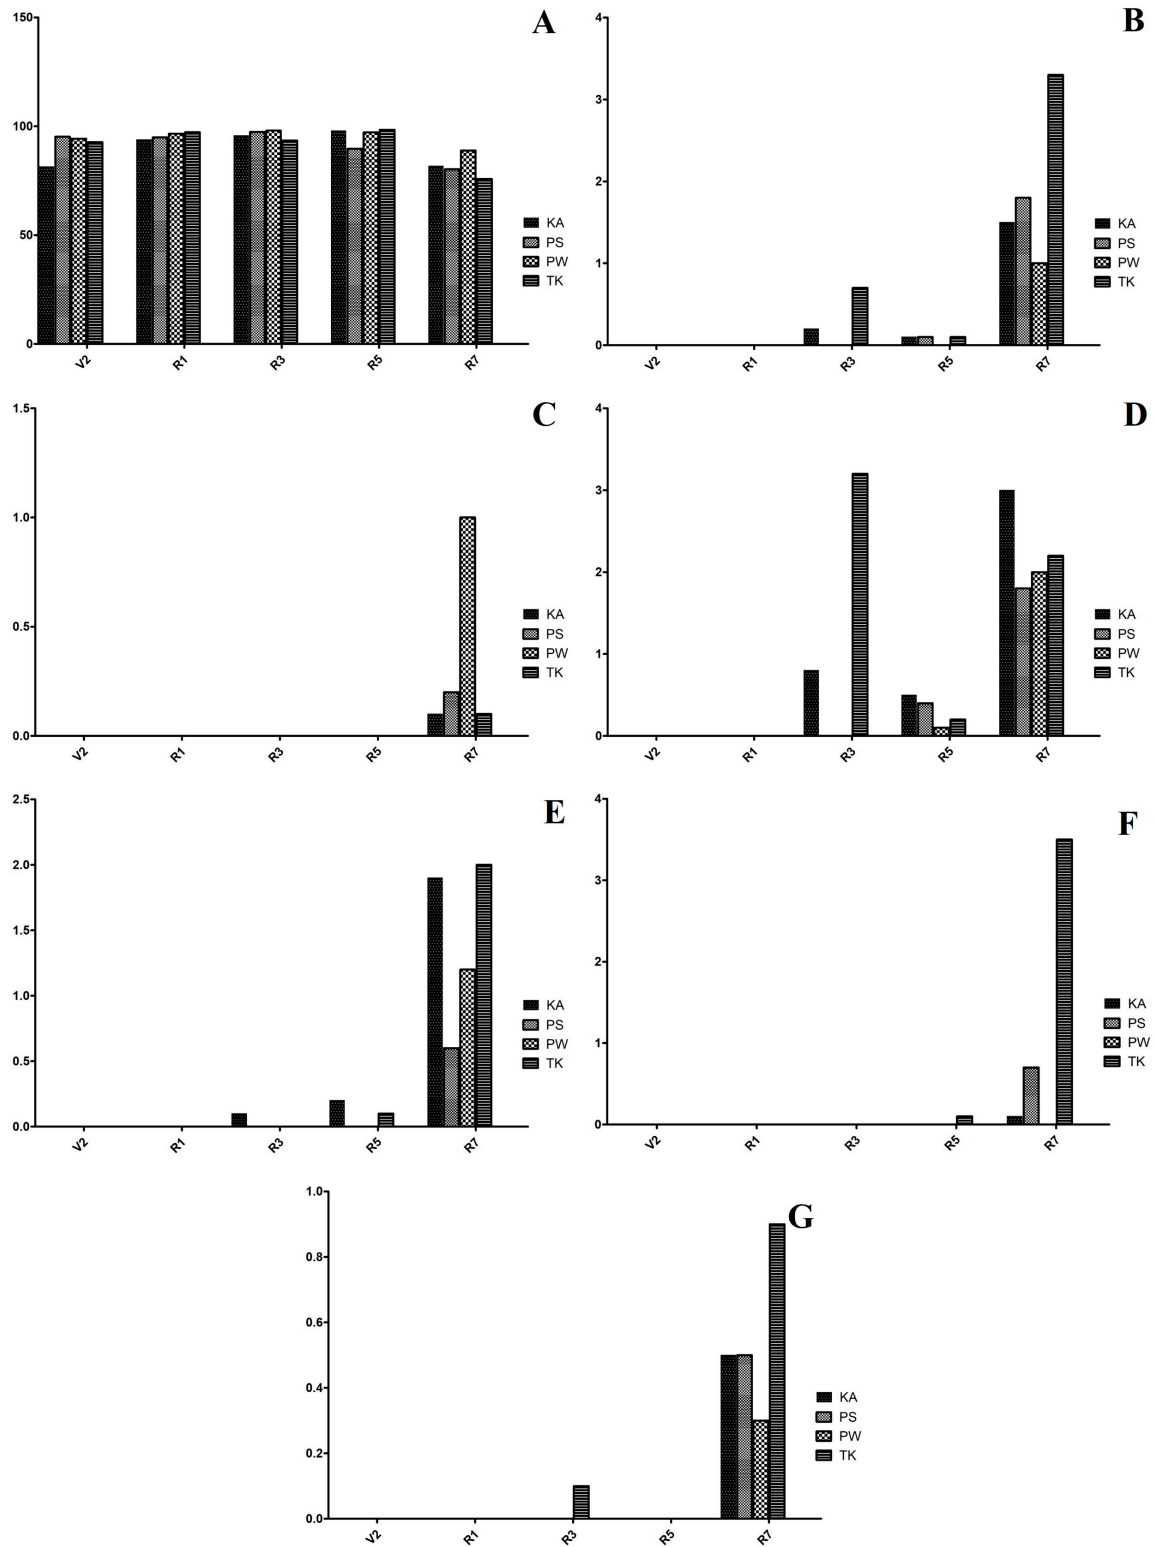 A
150
100
50
0
V2 R1 R3 R5 R7
KA
PS
PW
TK
B
4
3
2
1
0
V2 R1 R3 R5 R7
KA
PS
PW
TK
C
1.5
1.0
0.5
0.0
V2 R1 R3 R5 R7
KA
PS
PW
TK
D
4
3
2
1
0
V2 R1 R3 R5 R7
KA
PS
PW
TK
E
2.5
2.0
1.5
1.0
0.5
0.0
V2 R1 R3 R5 R7
KA
PS
PW
TK
F
4
3
2
1
0
V2 R1 R3 R5 R7
KA
PS
PW
TK
G
1.0
0.8
0.6
0.4
0.2
0.0
V2 R1 R3 R5 R7
KA
PS
PW
TK